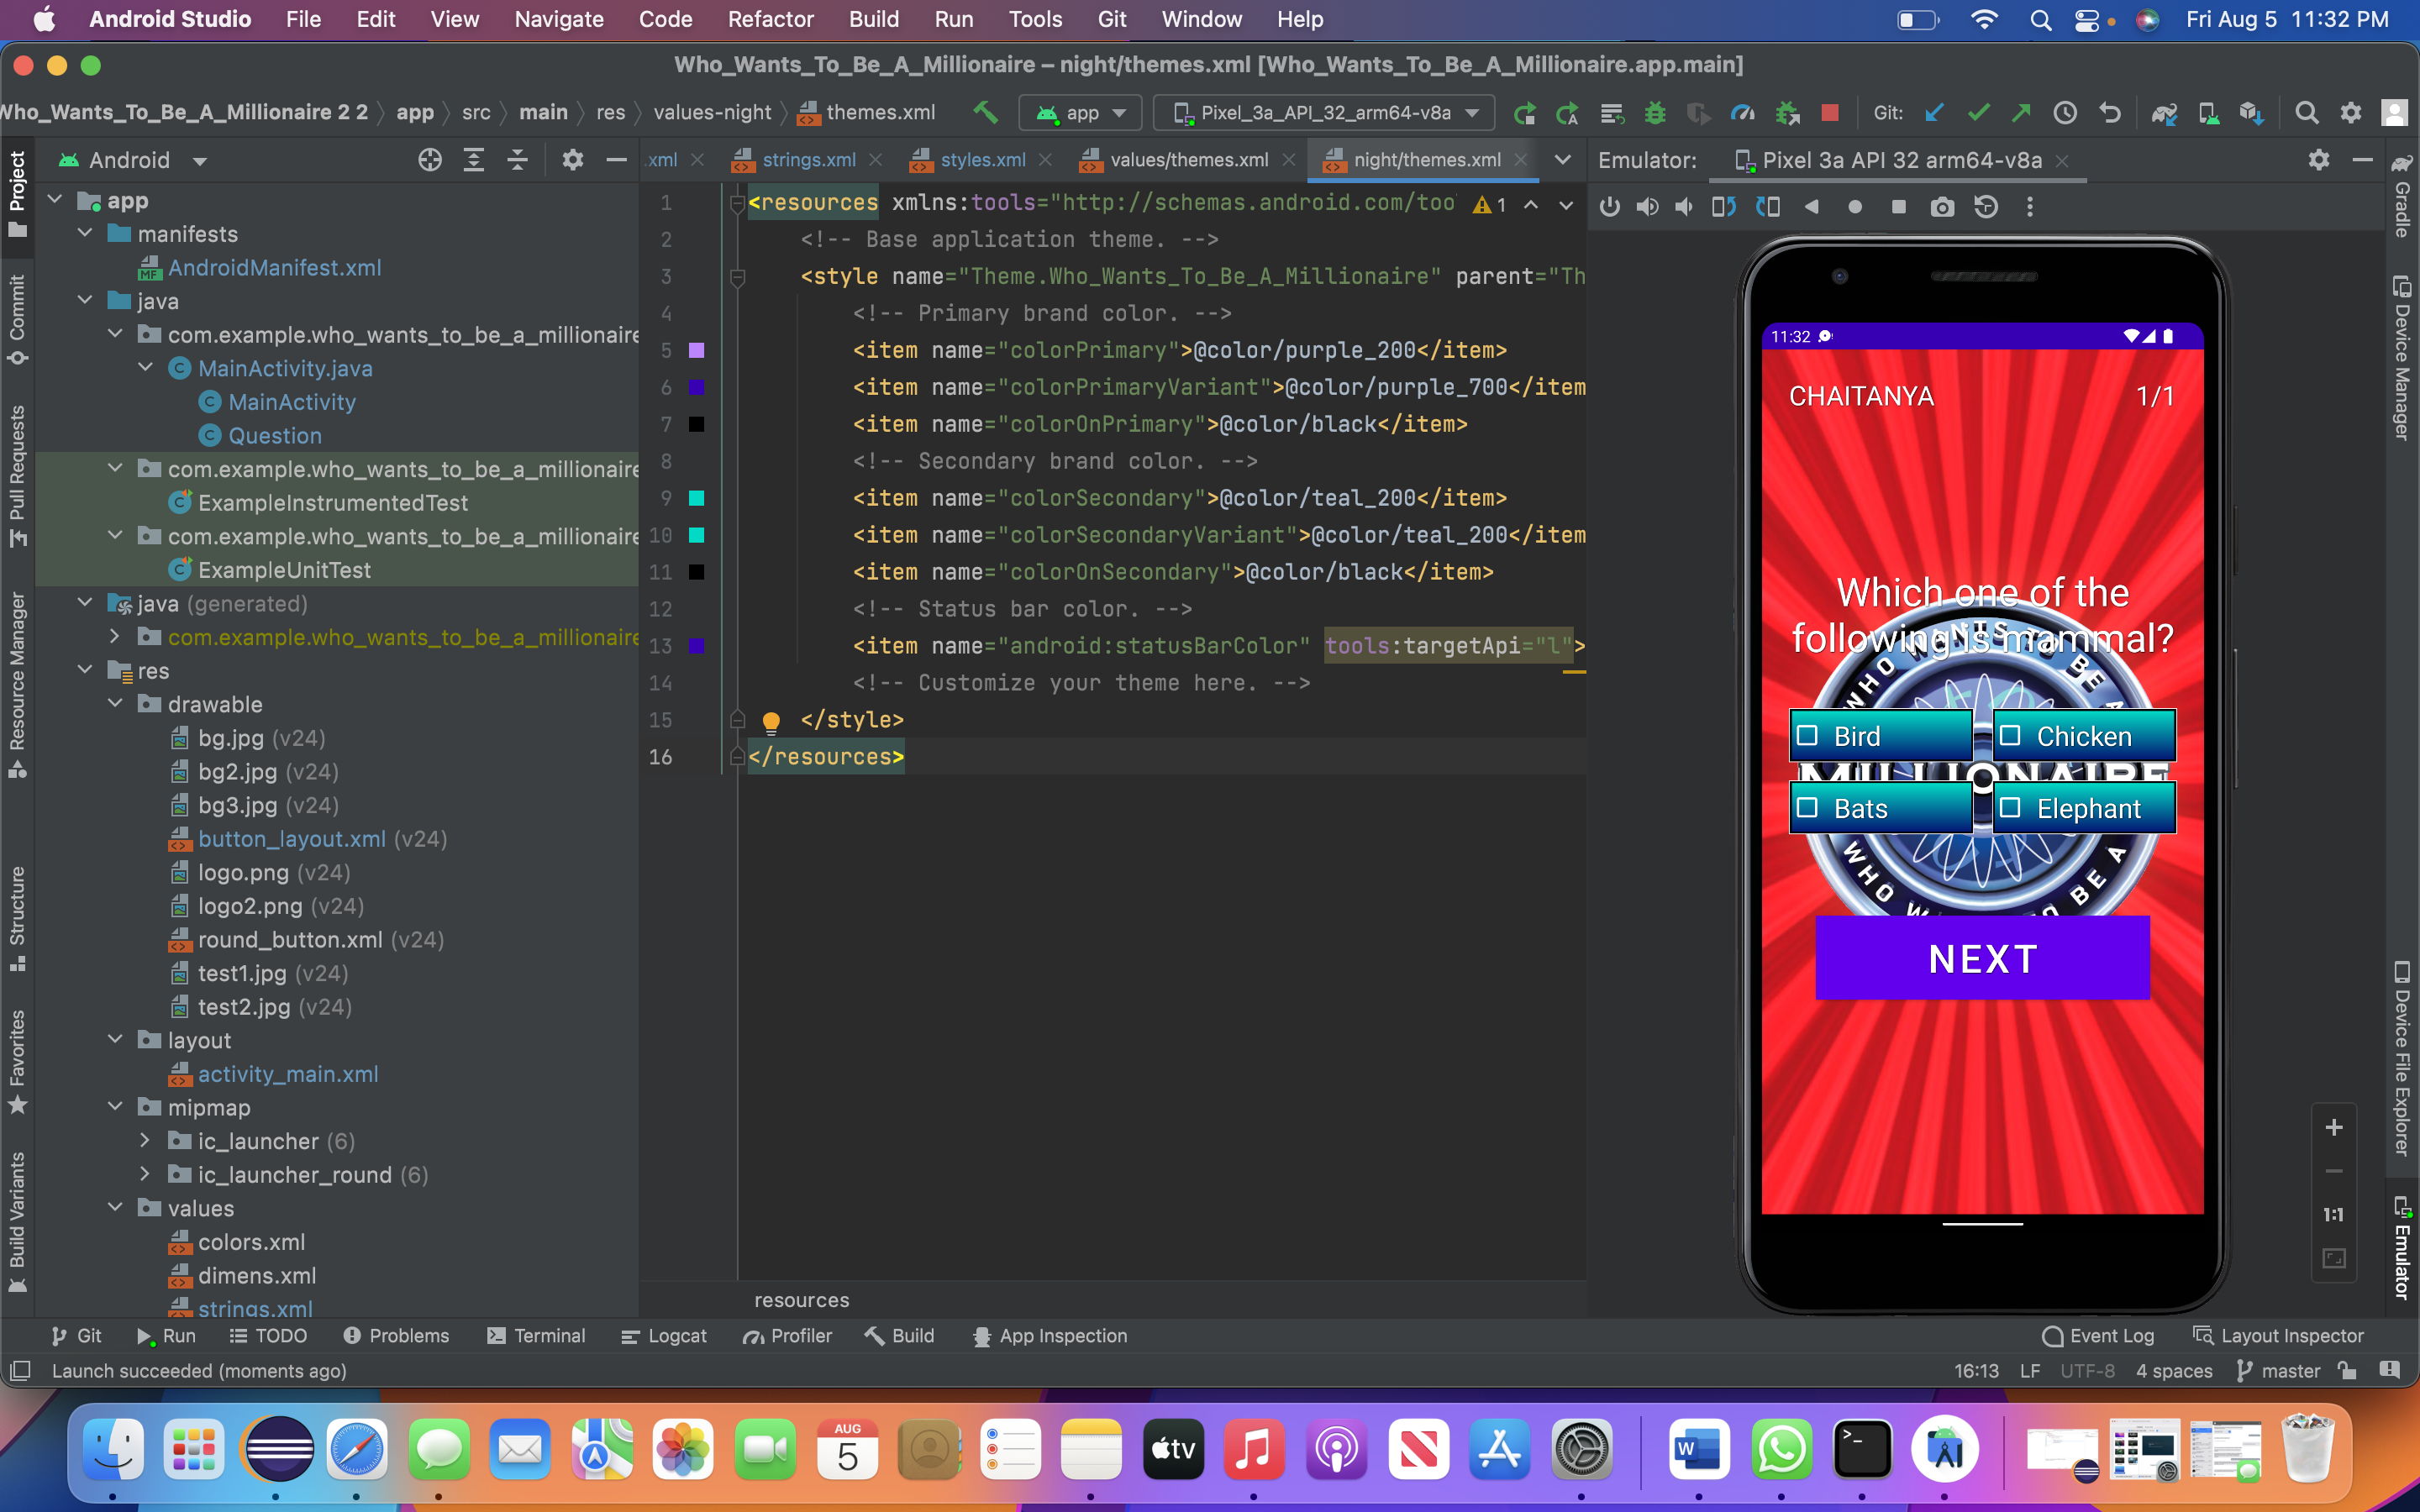 Android Studio File Edit View Navigate Code Refactor Build Run Tools Git Window Help Fri Aug 5 11:32 PM
Who_Wants_To_Be_A_Millionaire – night/themes.xml [Who_Wants_To_Be_A_Millionaire.app.main]
Who_Wants_To_Be_A_Millionaire 2 2 app src main res values-night themes.xml app Pixel_3a_API_32_arm64-v8a Git:
Android .xml strings.xml styles.xml values/themes.xml night/themes.xml Emulator: Pixel 3a API 32 arm64-v8a
Project
Commit
Pull Requests
Resource Manager
Structure
Favorites
Build Variants
app
manifests
AndroidManifest.xml
java
com.example.who_wants_to_be_a_millionaire
MainActivity.java
MainActivity
Question
com.example.who_wants_to_be_a_millionaire
ExampleInstrumentedTest
com.example.who_wants_to_be_a_millionaire
ExampleUnitTest
java (generated)
com.example.who_wants_to_be_a_millionaire
res
drawable
bg.jpg (v24)
bg2.jpg (v24)
bg3.jpg (v24)
button_layout.xml (v24)
logo.png (v24)
logo2.png (v24)
round_button.xml (v24)
test1.jpg (v24)
test2.jpg (v24)
layout
activity_main.xml
mipmap
ic_launcher (6)
ic_launcher_round (6)
values
colors.xml
dimens.xml
strings.xml
1 <resources xmlns:tools="http://schemas.android.com/too 1
2 <!-- Base application theme. -->
3 <style name="Theme.Who_Wants_To_Be_A_Millionaire" parent="Th
4 <!-- Primary brand color. -->
5 <item name="colorPrimary">@color/purple_200</item>
6 <item name="colorPrimaryVariant">@color/purple_700</item
7 <item name="colorOnPrimary">@color/black</item>
8 <!-- Secondary brand color. -->
9 <item name="colorSecondary">@color/teal_200</item>
10 <item name="colorSecondaryVariant">@color/teal_200</item
11 <item name="colorOnSecondary">@color/black</item>
12 <!-- Status bar color. -->
13 <item name="android:statusBarColor" tools:targetApi="l">
14 <!-- Customize your theme here. -->
15 </style>
16 </resources>
resources
11:32
CHAITANYA 1/1
Which one of the
following is mammal?
WHO WANTS TO BE A
Bird Chicken
MILLIONAIRE
Bats Elephant
NEXT
1:1
Gradle
Device Manager
Device File Explorer
Emulator
Git Run TODO Problems Terminal Logcat Profiler Build App Inspection Event Log Layout Inspector
Launch succeeded (moments ago) 16:13 LF UTF-8 4 spaces master
AUG
5
tv
W